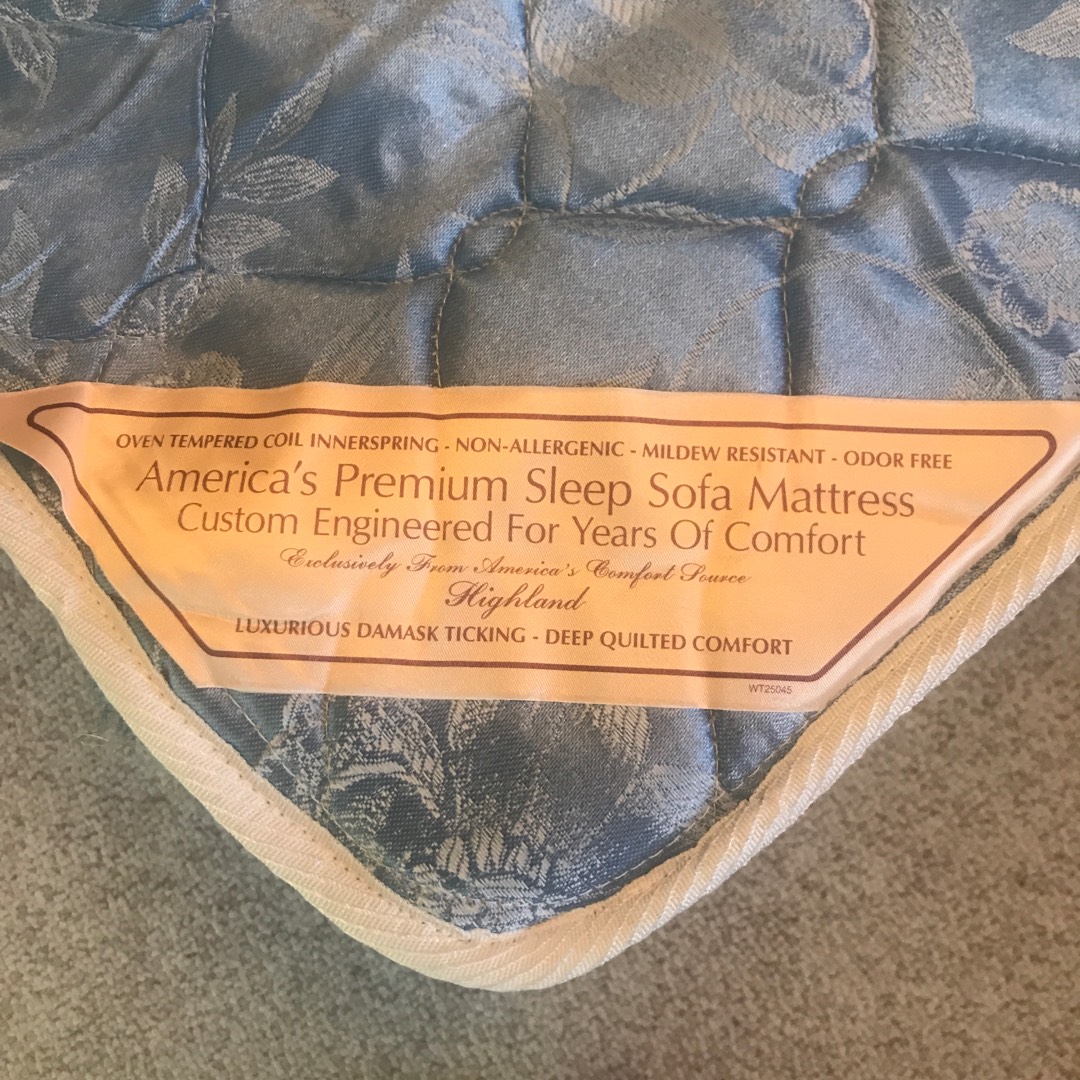 OVEN TEMPERED COIL INNERSPRING - NON-ALLERGENIC - MILDEW RESISTANT - ODOR FREE
America's Premium Sleep Sofa Mattress
Custom Engineered For Years Of Comfort
Exclusively From America's Comfort Source
Highland
LUXURIOUS DAMASK TICKING - DEEP QUILTED COMFORT
WT25045